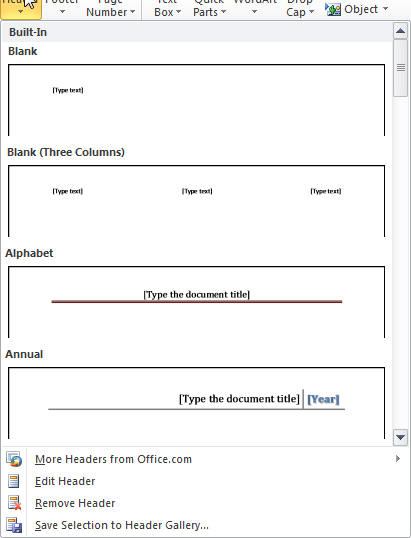 Footer Page Text Quick WordArt Drop
Number Box Parts Cap Object
Built-In
Blank
[Type text]
Blank (Three Columns)
[Type text] [Type text] [Type text]
Alphabet
[Type the document title]
Annual
[Type the document title] [Year]
More Headers from Office.com
Edit Header
Remove Header
Save Selection to Header Gallery...